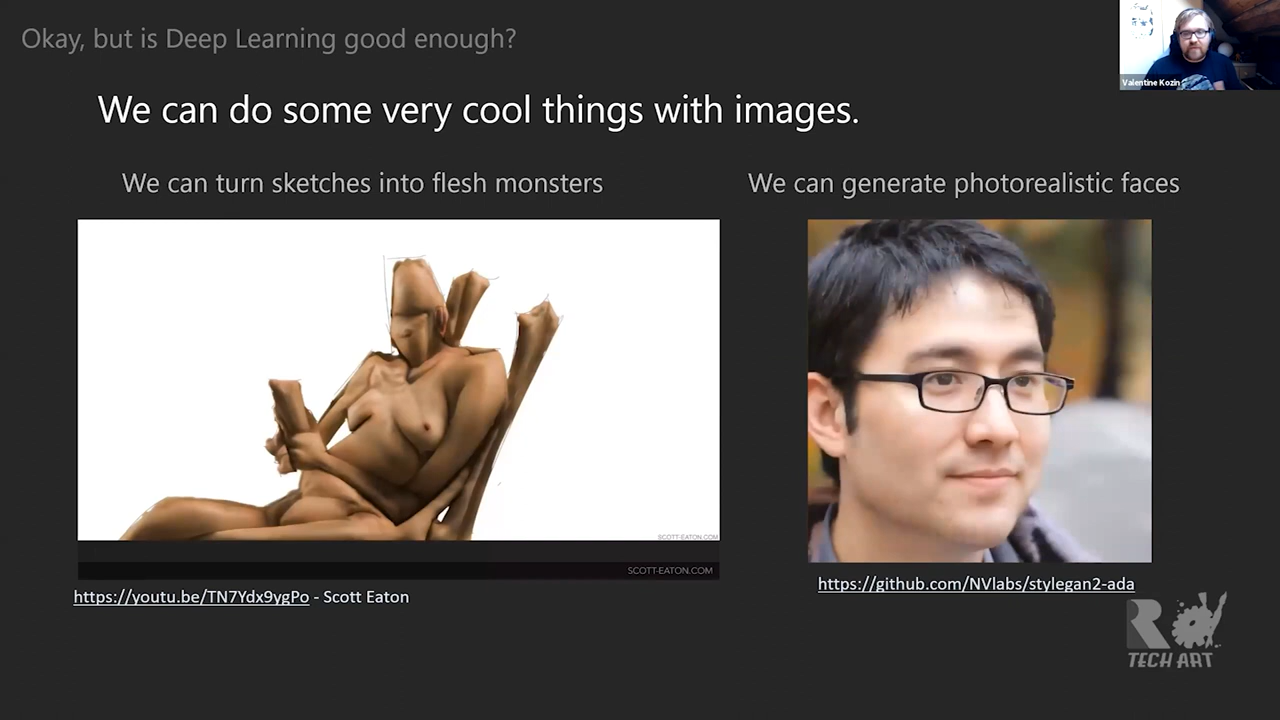 Okay, but is Deep Learning good enough?
Valentine Kozin
We can do some very cool things with images.
We can turn sketches into flesh monsters
We can generate photorealistic faces
SCOTT-EATON.COM
SCOTT-EATON.COM
https://youtu.be/TN7Ydx9ygPo - Scott Eaton
https://github.com/NVlabs/stylegan2-ada
R
TECH ART